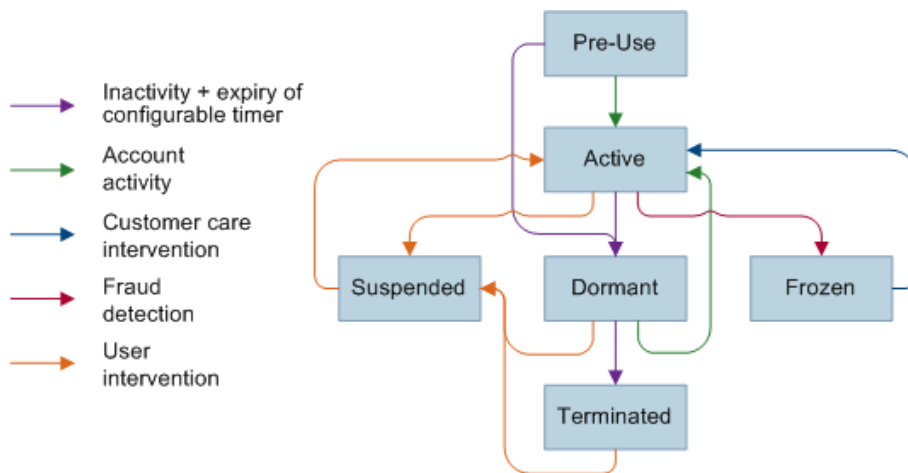 Pre-Use
Inactivity + expiry of
configurable timer
Active
Account
activity
Customer care
intervention
Suspended
Dormant
Frozen
Fraud
detection
User
intervention
Terminated